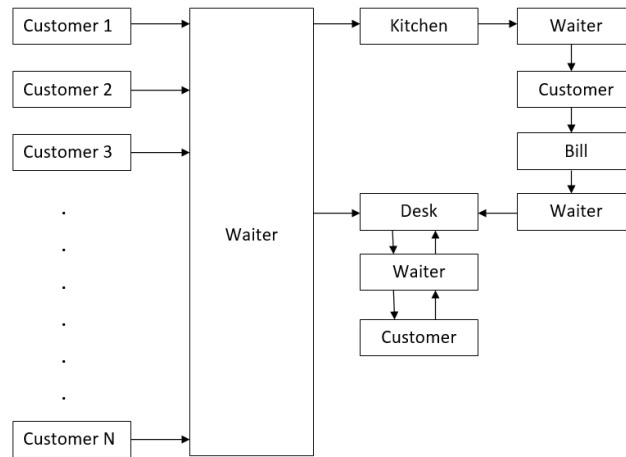 Customer 1
Kitchen
Waiter
Customer 2
Customer
Customer 3
Bill
Waiter
Desk
Waiter
Waiter
Customer
Customer N